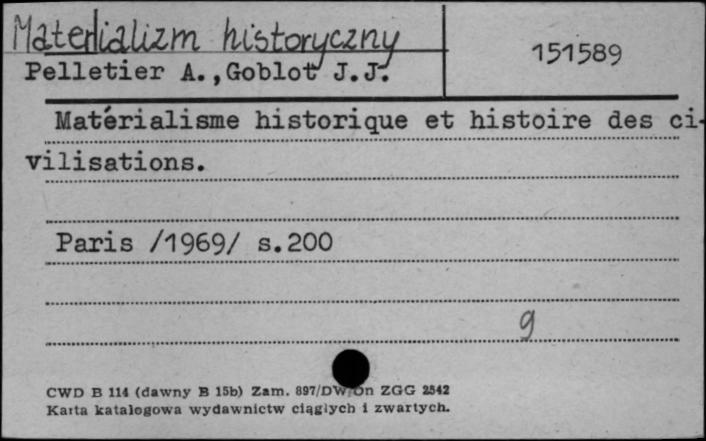 Materializm historyczny
151589
Pelletier A.,Goblot J.J.
Matérialisme historique et histoire des ci-
vilisations.
Paris /1969/ s.200
g
CWD B 114 (dawny B 15b) Zam. 897/DW/On ZGG 2542
Karta katalogowa wydawnictw ciągłych i zwartych.